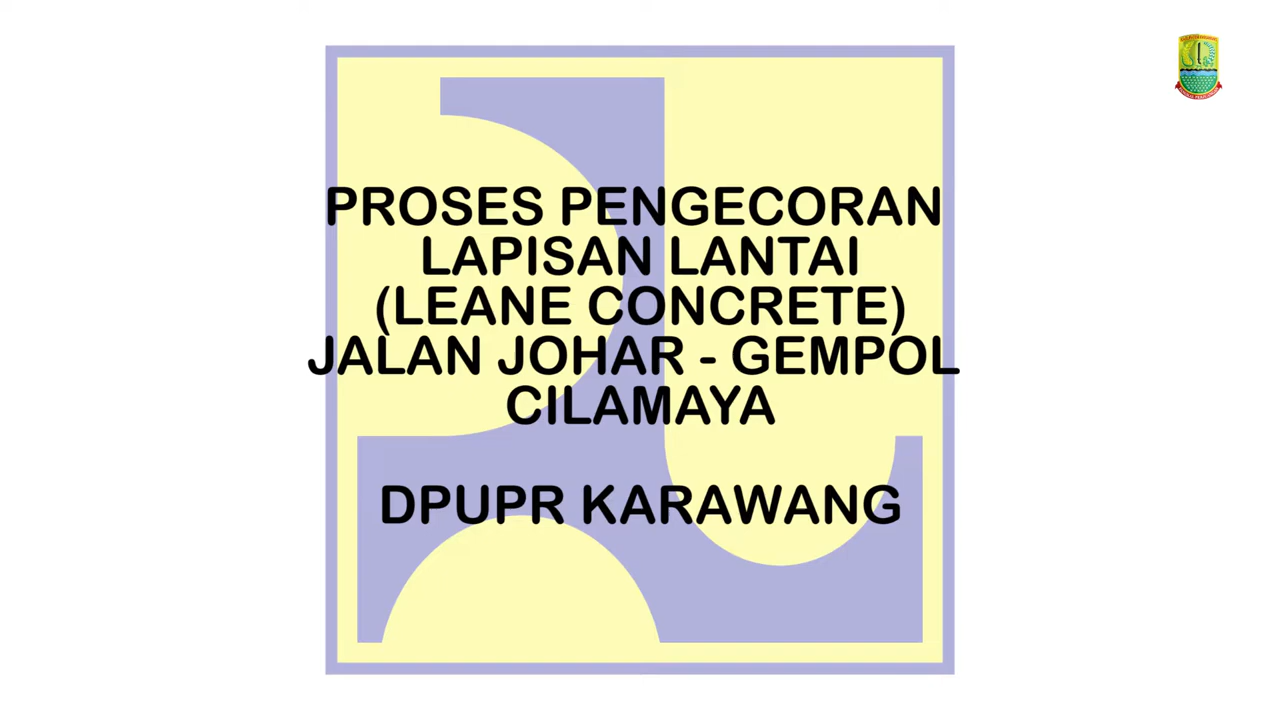 PROSES PENGECORAN
LAPISAN LANTAI
(LEANE CONCRETE)
JALAN JOHAR - GEMPOL
CILAMAYA
DPUPR KARAWANG